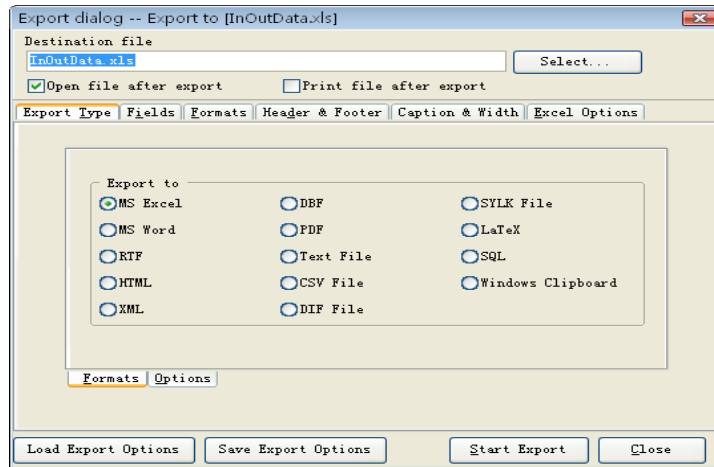 Export dialog -- Export to [InOutData.xls]
Destination file
InOutData.xls
Select...
Open file after export Print file after export
Export Type Fields Formats Header & Footer Caption & Width Excel Options
Export to
MS Excel DBF SYLK File
MS Word PDF LaTeX
RTF Text File SQL
HTML CSV File Windows Clipboard
XML DIF File
Formats Options
Load Export Options Save Export Options Start Export Close